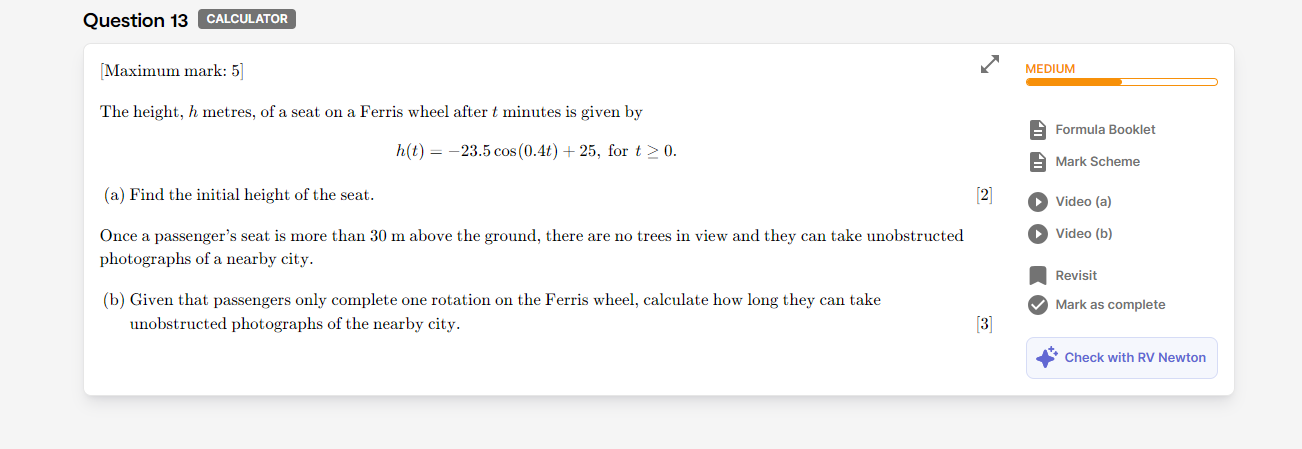 Question 13 CALCULATOR
[Maximum mark: 5]
MEDIUM
The height, h metres, of a seat on a Ferris wheel after t minutes is given by
h(t) = −23.5 cos(0.4t) + 25, for t ≥ 0.
Formula Booklet
Mark Scheme
(a) Find the initial height of the seat. [2]
Video (a)
Once a passenger's seat is more than 30 m above the ground, there are no trees in view and they can take unobstructed
photographs of a nearby city.
Video (b)
Revisit
(b) Given that passengers only complete one rotation on the Ferris wheel, calculate how long they can take
unobstructed photographs of the nearby city. [3]
Mark as complete
Check with RV Newton